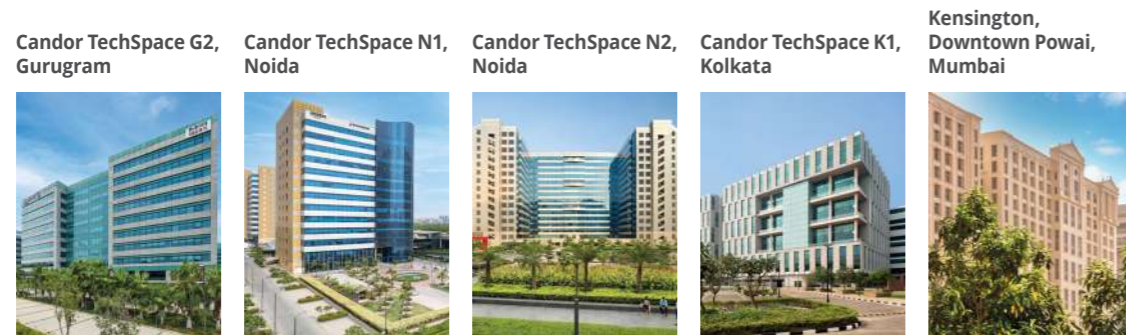 Candor TechSpace G2,
Gurugram
Candor TechSpace N1,
Noida
Candor TechSpace N2,
Noida
Candor TechSpace K1,
Kolkata
Kensington,
Downtown Powai,
Mumbai